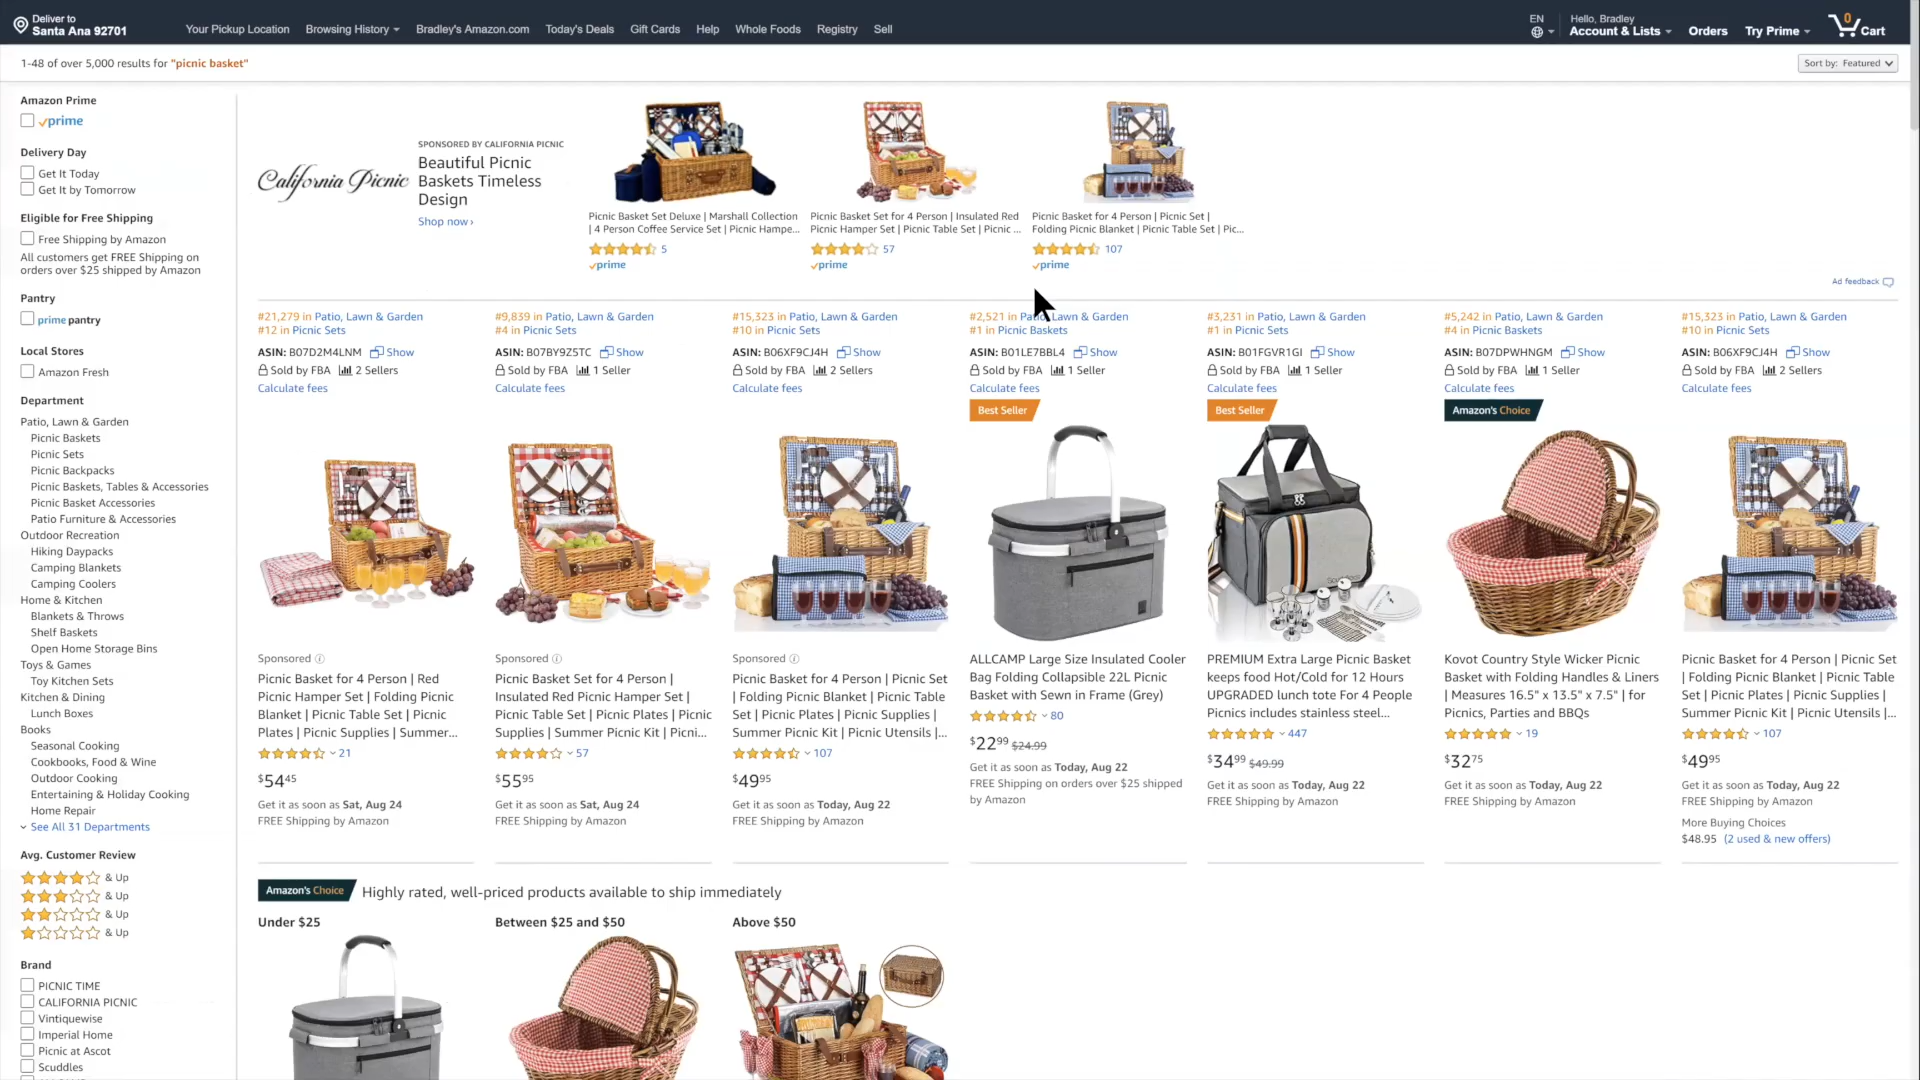 Deliver to
Santa Ana 92701
Your Pickup Location
Browsing History
Bradley's Amazon.com
Today's Deals
Gift Cards
Help
Whole Foods
Registry
Sell
EN
Hello, Bradley
Account & Lists
Orders
Try Prime
0
Cart
1-48 of over 5,000 results for "picnic basket"
Sort by: Featured
Amazon Prime
prime
Delivery Day
Get It Today
Get It by Tomorrow
Eligible for Free Shipping
Free Shipping by Amazon
All customers get FREE Shipping on
orders over $25 shipped by Amazon
Pantry
prime pantry
Local Stores
Amazon Fresh
Department
Patio, Lawn & Garden
Picnic Baskets
Picnic Sets
Picnic Backpacks
Picnic Baskets, Tables & Accessories
Picnic Basket Accessories
Patio Furniture & Accessories
Outdoor Recreation
Hiking Daypacks
Camping Blankets
Camping Coolers
Home & Kitchen
Blankets & Throws
Shelf Baskets
Open Home Storage Bins
Toys & Games
Toy Kitchen Sets
Kitchen & Dining
Lunch Boxes
Books
Seasonal Cooking
Cookbooks, Food & Wine
Outdoor Cooking
Entertaining & Holiday Cooking
Home Repair
See All 31 Departments
Avg. Customer Review
& Up
& Up
& Up
& Up
Brand
PICNIC TIME
CALIFORNIA PICNIC
Vintiquewise
Imperial Home
Picnic at Ascot
Scuddles
California Picnic
SPONSORED BY CALIFORNIA PICNIC
Beautiful Picnic
Baskets Timeless
Design
Shop now ›
Picnic Basket Set Deluxe | Marshall Collection
| 4 Person Coffee Service Set | Picnic Hampe...
5
prime
Picnic Basket Set for 4 Person | Insulated Red
Picnic Hamper Set | Picnic Table Set | Picnic ...
57
prime
Picnic Basket for 4 Person | Picnic Set |
Folding Picnic Blanket | Picnic Table Set | Pic...
107
prime
Ad feedback
#21,279 in Patio, Lawn & Garden
#12 in Picnic Sets
ASIN: B07D2M4LNM Show
Sold by FBA 2 Sellers
Calculate fees
Sponsored
Picnic Basket for 4 Person | Red
Picnic Hamper Set | Folding Picnic
Blanket | Picnic Table Set | Picnic
Plates | Picnic Supplies | Summer...
21
$54 45
Get it as soon as Sat, Aug 24
FREE Shipping by Amazon
#9,839 in Patio, Lawn & Garden
#4 in Picnic Sets
ASIN: B07BY9Z5TC Show
Sold by FBA 1 Seller
Calculate fees
Sponsored
Picnic Basket Set for 4 Person |
Insulated Red Picnic Hamper Set |
Picnic Table Set | Picnic Plates | Picnic
Supplies | Summer Picnic Kit | Picni...
57
$55 95
Get it as soon as Sat, Aug 24
FREE Shipping by Amazon
#15,323 in Patio, Lawn & Garden
#10 in Picnic Sets
ASIN: B06XF9CJ4H Show
Sold by FBA 2 Sellers
Calculate fees
Sponsored
Picnic Basket for 4 Person | Picnic Set
| Folding Picnic Blanket | Picnic Table
Set | Picnic Plates | Picnic Supplies |
Summer Picnic Kit | Picnic Utensils |...
107
$49 95
Get it as soon as Today, Aug 22
FREE Shipping by Amazon
#2,521 in Patio, Lawn & Garden
#1 in Picnic Baskets
ASIN: B01LE7BBL4 Show
Sold by FBA 1 Seller
Calculate fees
Best Seller
ALLCAMP Large Size Insulated Cooler
Bag Folding Collapsible 22L Picnic
Basket with Sewn in Frame (Grey)
80
$22 99 $24.99
Get it as soon as Today, Aug 22
FREE Shipping on orders over $25 shipped
by Amazon
#3,231 in Patio, Lawn & Garden
#1 in Picnic Sets
ASIN: B01FGVR1GI Show
Sold by FBA 1 Seller
Calculate fees
Best Seller
PREMIUM Extra Large Picnic Basket
keeps food Hot/Cold for 12 Hours
UPGRADED lunch tote For 4 People
Picnics includes stainless steel...
447
$34 99 $49.99
Get it as soon as Today, Aug 22
FREE Shipping by Amazon
#5,242 in Patio, Lawn & Garden
#4 in Picnic Baskets
ASIN: B07DPWHNGM Show
Sold by FBA 1 Seller
Calculate fees
Amazon's Choice
Kovot Country Style Wicker Picnic
Basket with Folding Handles & Liners
| Measures 16.5" x 13.5" x 7.5" | for
Picnics, Parties and BBQs
19
$32 75
Get it as soon as Today, Aug 22
FREE Shipping by Amazon
#15,323 in Patio, Lawn & Garden
#10 in Picnic Sets
ASIN: B06XF9CJ4H Show
Sold by FBA 2 Sellers
Calculate fees
Picnic Basket for 4 Person | Picnic Set
| Folding Picnic Blanket | Picnic Table
Set | Picnic Plates | Picnic Supplies |
Summer Picnic Kit | Picnic Utensils |...
107
$49 95
Get it as soon as Today, Aug 22
FREE Shipping by Amazon
More Buying Choices
$48.95 (2 used & new offers)
Amazon's Choice Highly rated, well-priced products available to ship immediately
Under $25
Between $25 and $50
Above $50